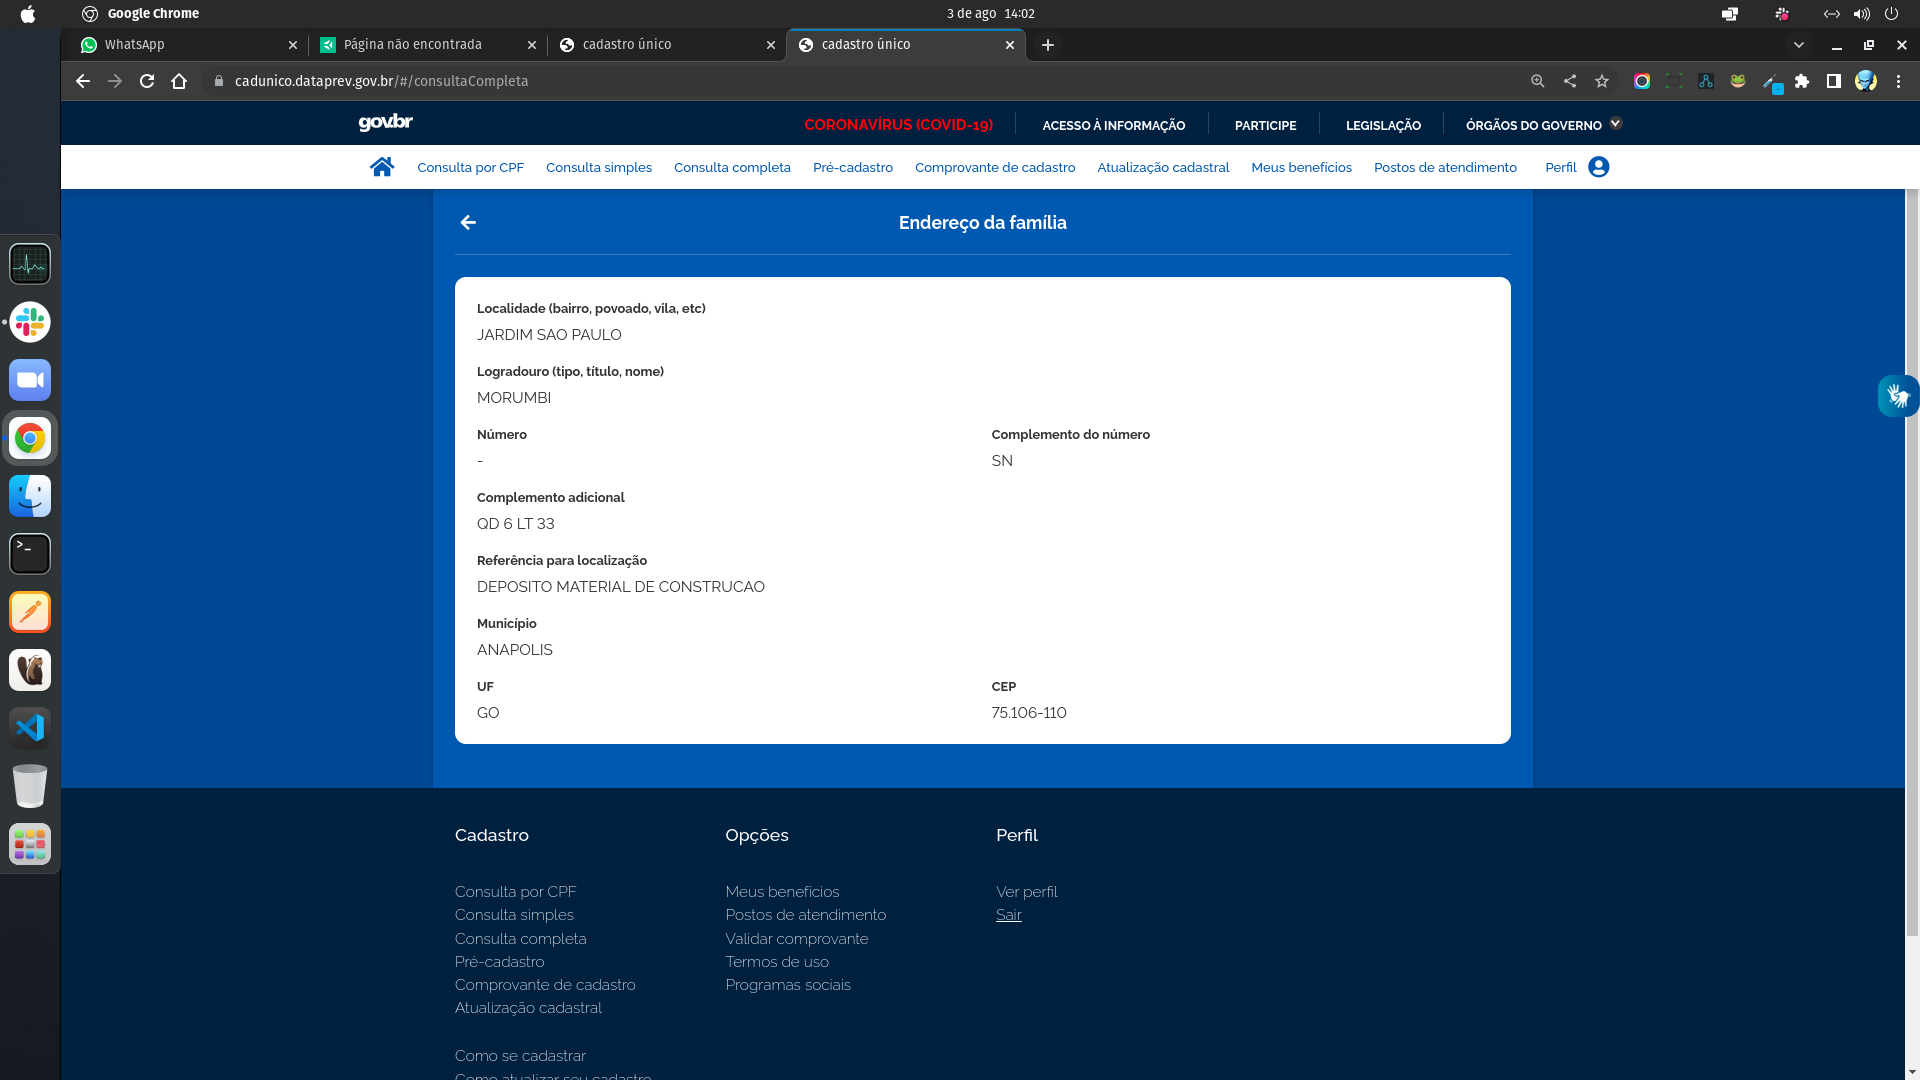 Google Chrome
3 de ago 14:02
WhatsApp
Página não encontrada
cadastro único
cadastro único
cadunico.dataprev.gov.br/#/consultaCompleta
gov.br
CORONAVÍRUS (COVID-19)
ACESSO À INFORMAÇÃO
PARTICIPE
LEGISLAÇÃO
ÓRGÃOS DO GOVERNO
Consulta por CPF
Consulta simples
Consulta completa
Pré-cadastro
Comprovante de cadastro
Atualização cadastral
Meus benefícios
Postos de atendimento
Perfil
Endereço da família
Localidade (bairro, povoado, vila, etc)
JARDIM SAO PAULO
Logradouro (tipo, título, nome)
MORUMBI
Número
-
Complemento do número
SN
Complemento adicional
QD 6 LT 33
Referência para localização
DEPOSITO MATERIAL DE CONSTRUCAO
Município
ANAPOLIS
UF
GO
CEP
75.106-110
Cadastro
Consulta por CPF
Consulta simples
Consulta completa
Pré-cadastro
Comprovante de cadastro
Atualização cadastral
Como se cadastrar
Como atualizar seu cadastro
Opções
Meus benefícios
Postos de atendimento
Validar comprovante
Termos de uso
Programas sociais
Perfil
Ver perfil
Sair